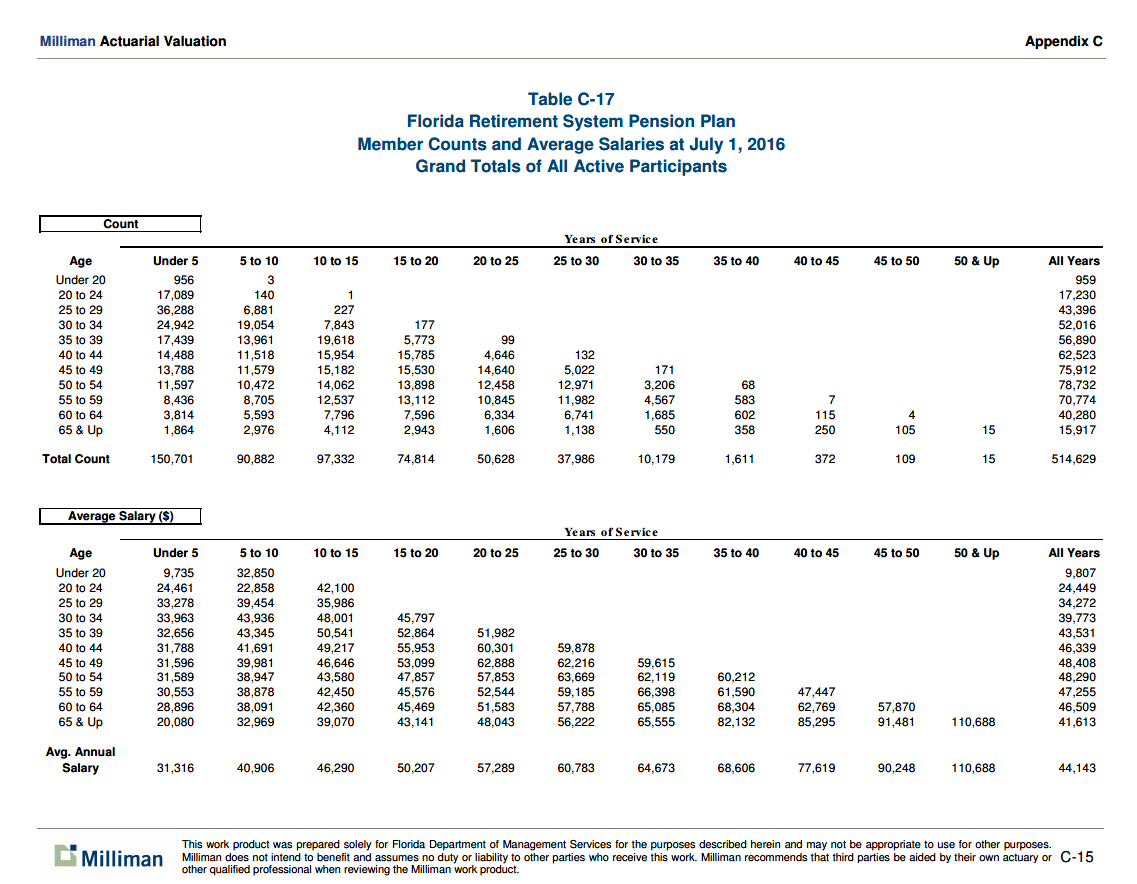 Milliman Actuarial Valuation Appendix C
Table C-17
Florida Retirement System Pension Plan
Member Counts and Average Salaries at July 1, 2016
Grand Totals of All Active Participants
Count
Years of Service
Age Under 5 5 to 10 10 to 15 15 to 20 20 to 25 25 to 30 30 to 35 35 to 40 40 to 45 45 to 50 50 & Up All Years
Under 20 956 3 959
20 to 24 17,089 140 1 17,230
25 to 29 36,288 6,881 227 43,396
30 to 34 24,942 19,054 7,843 177 52,016
35 to 39 17,439 13,961 19,618 5,773 99 56,890
40 to 44 14,488 11,518 15,954 15,785 4,646 132 62,523
45 to 49 13,788 11,579 15,182 15,530 14,640 5,022 171 75,912
50 to 54 11,597 10,472 14,062 13,898 12,458 12,971 3,206 68 78,732
55 to 59 8,436 8,705 12,537 13,112 10,845 11,982 4,567 583 7 70,774
60 to 64 3,814 5,593 7,796 7,596 6,334 6,741 1,685 602 115 4 40,280
65 & Up 1,864 2,976 4,112 2,943 1,606 1,138 550 358 250 105 15 15,917
Total Count 150,701 90,882 97,332 74,814 50,628 37,986 10,179 1,611 372 109 15 514,629
Average Salary ($)
Years of Service
Age Under 5 5 to 10 10 to 15 15 to 20 20 to 25 25 to 30 30 to 35 35 to 40 40 to 45 45 to 50 50 & Up All Years
Under 20 9,735 32,850 9,807
20 to 24 24,461 22,858 42,100 24,449
25 to 29 33,278 39,454 35,986 34,272
30 to 34 33,963 43,936 48,001 45,797 39,773
35 to 39 32,656 43,345 50,541 52,864 51,982 43,531
40 to 44 31,788 41,691 49,217 55,953 60,301 59,878 46,339
45 to 49 31,596 39,981 46,646 53,099 62,888 62,216 59,615 48,408
50 to 54 31,589 38,947 43,580 47,857 57,853 63,669 62,119 60,212 48,290
55 to 59 30,553 38,878 42,450 45,576 52,544 59,185 66,398 61,590 47,447 47,255
60 to 64 28,896 38,091 42,360 45,469 51,583 57,788 65,085 68,304 62,769 57,870 46,509
65 & Up 20,080 32,969 39,070 43,141 48,043 56,222 65,555 82,132 85,295 91,481 110,688 41,613
Avg. Annual
Salary 31,316 40,906 46,290 50,207 57,289 60,783 64,673 68,606 77,619 90,248 110,688 44,143
Milliman
This work product was prepared solely for Florida Department of Management Services for the purposes described herein and may not be appropriate to use for other purposes.
Milliman does not intend to benefit and assumes no duty or liability to other parties who receive this work. Milliman recommends that third parties be aided by their own actuary or
other qualified professional when reviewing the Milliman work product.
C-15